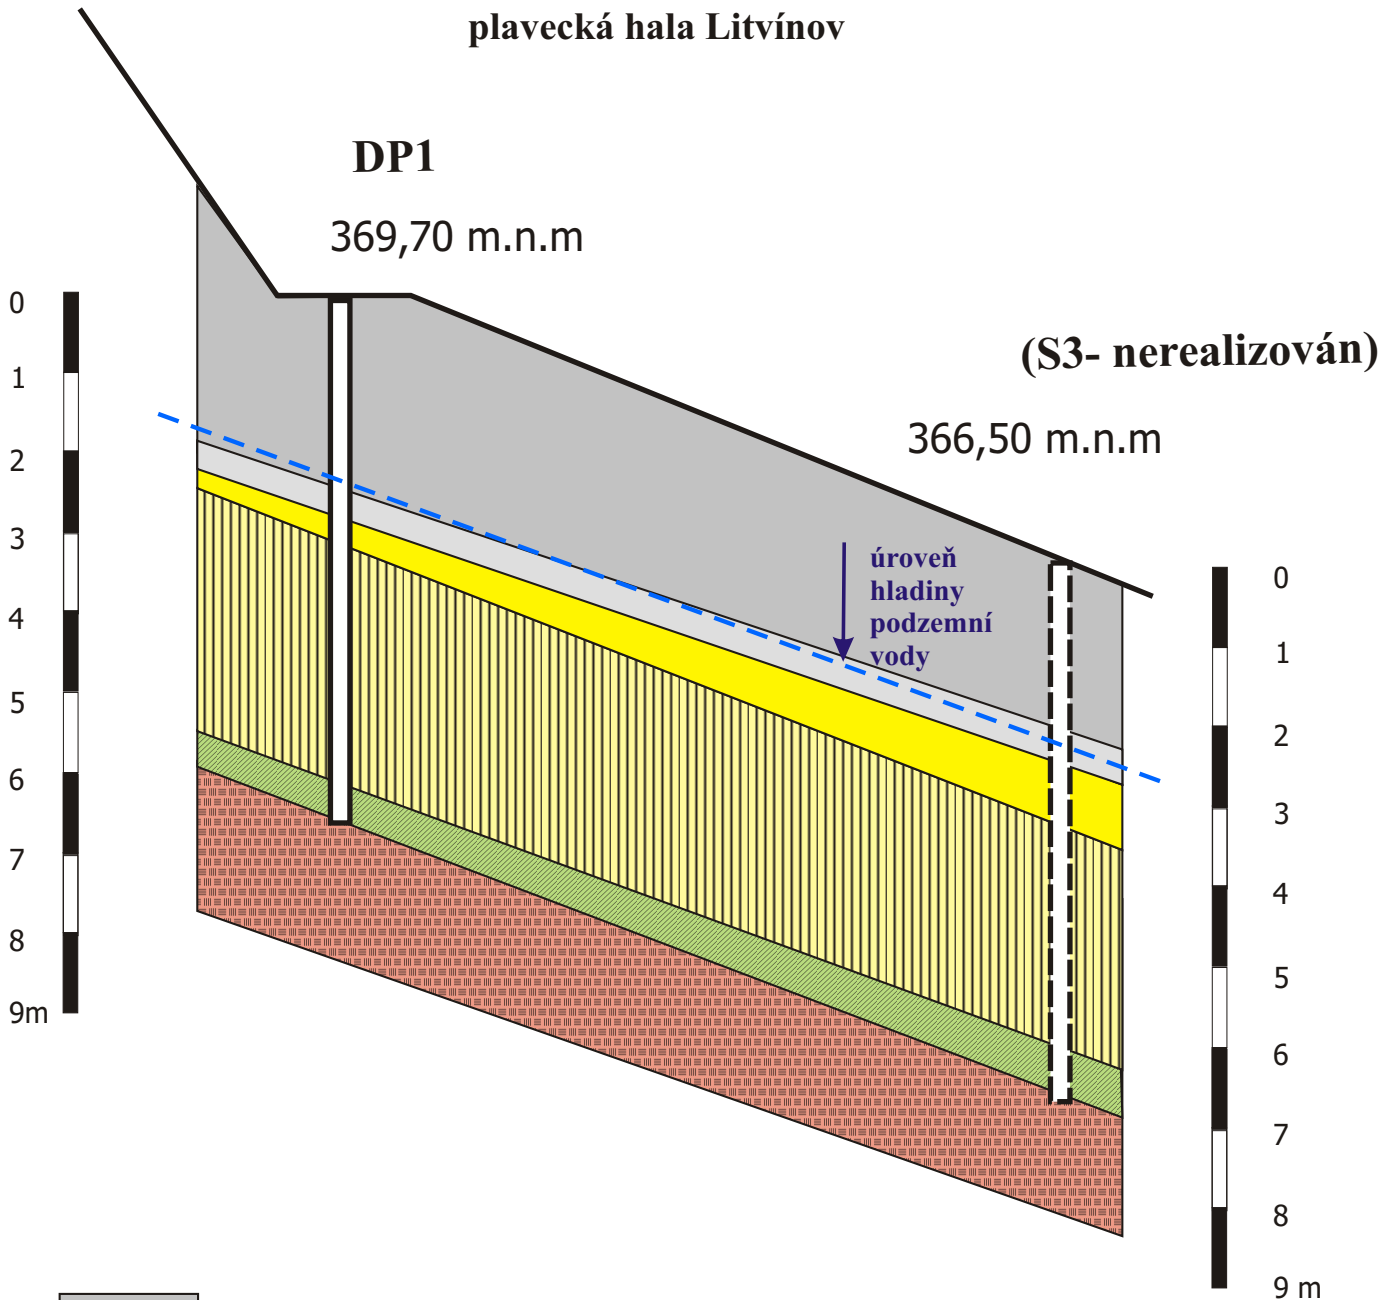 plavecká hala Litvínov
DP1
369,70 m.n.m
(S3- nerealizován)
366,50 m.n.m
úroveň
hladiny
podzemní
vody
0
1
2
3
4
5
6
7
8
9m
0
1
2
3
4
5
6
7
8
9 m